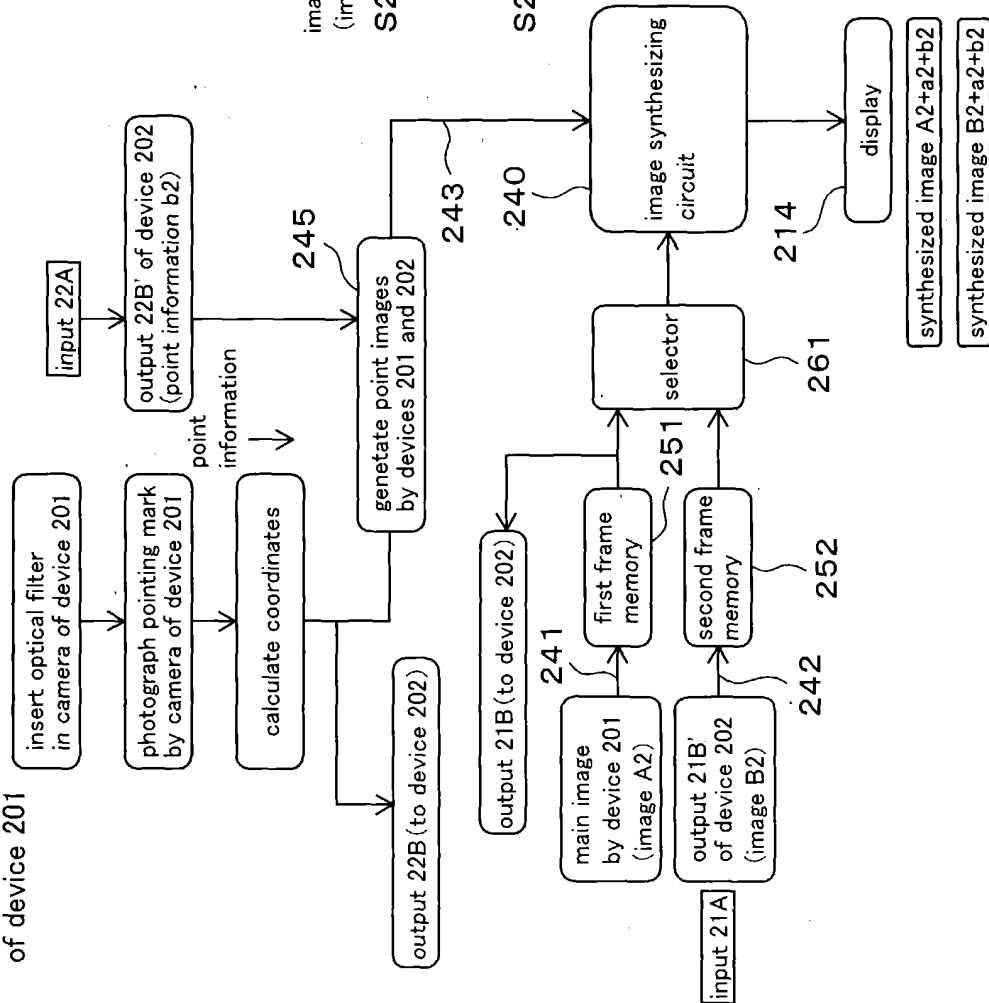 of device 201
insert optical filter
in camera of device 201
photograph pointing mark
by camera of device 201
calculate coordinates
output 22B(to device 202)
input 22A
output 22B' of device 202
(point information b2)
point
information
245
genetate point images
by devices 201 and 202
243
output 21B(to device 202)
main image
by device 201
(image A2)
241
first frame
memory
251
input 21A
output 21B'
of device 202
(image B2)
242
second frame
memory
252
selector
261
240
image synthesizing
circuit
214
display
synthesized image A2+a2+b2
synthesized image B2+a2+b2
ima
(im
S2
S2